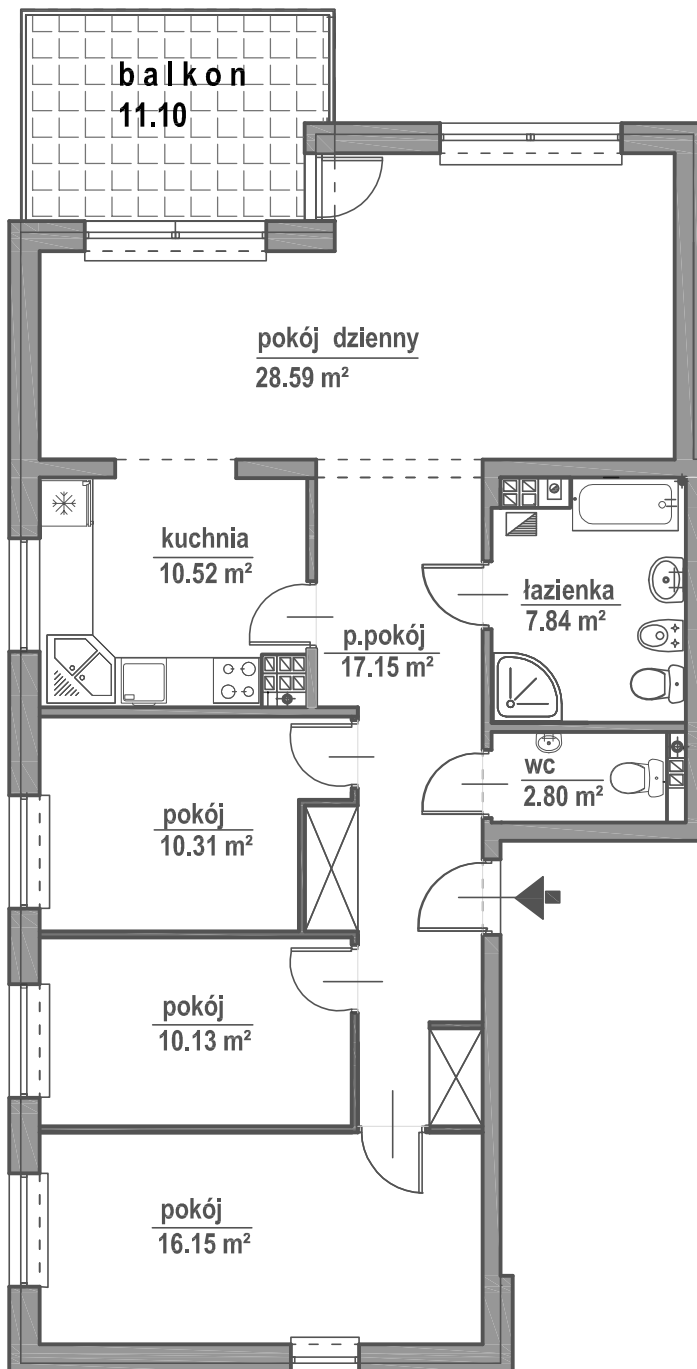 balkon
11.10
pokój dzienny
28.59 m²
kuchnia
10.52 m²
łazienka
7.84 m²
p.pokój
17.15 m²
wc
2.80 m²
pokój
10.31 m²
pokój
10.13 m²
pokój
16.15 m²